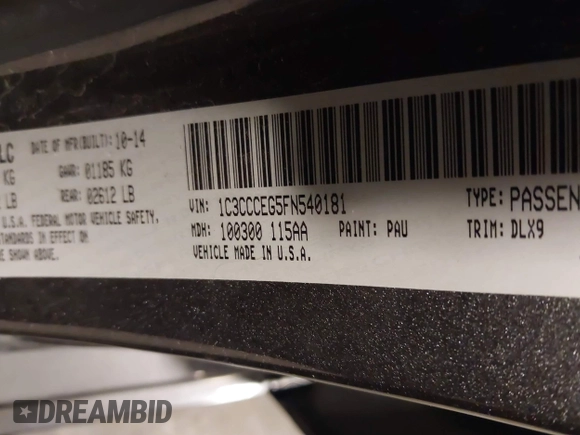 LC DATE OF MFR(BUILT): 10-14
KG GAWR: 01185 KG
LB REAR: 02612 LB
U.S.A. FEDERAL MOTOR VEHICLE SAFETY,
STANDARDS IN EFFECT ON
SHOWN ABOVE.
VIN: 1C3CCCEG5FN540181 TYPE: PASSEN
MDH: 100300 115AA PAINT: PAU TRIM: DLX9
VEHICLE MADE IN U.S.A.
DREAMBID